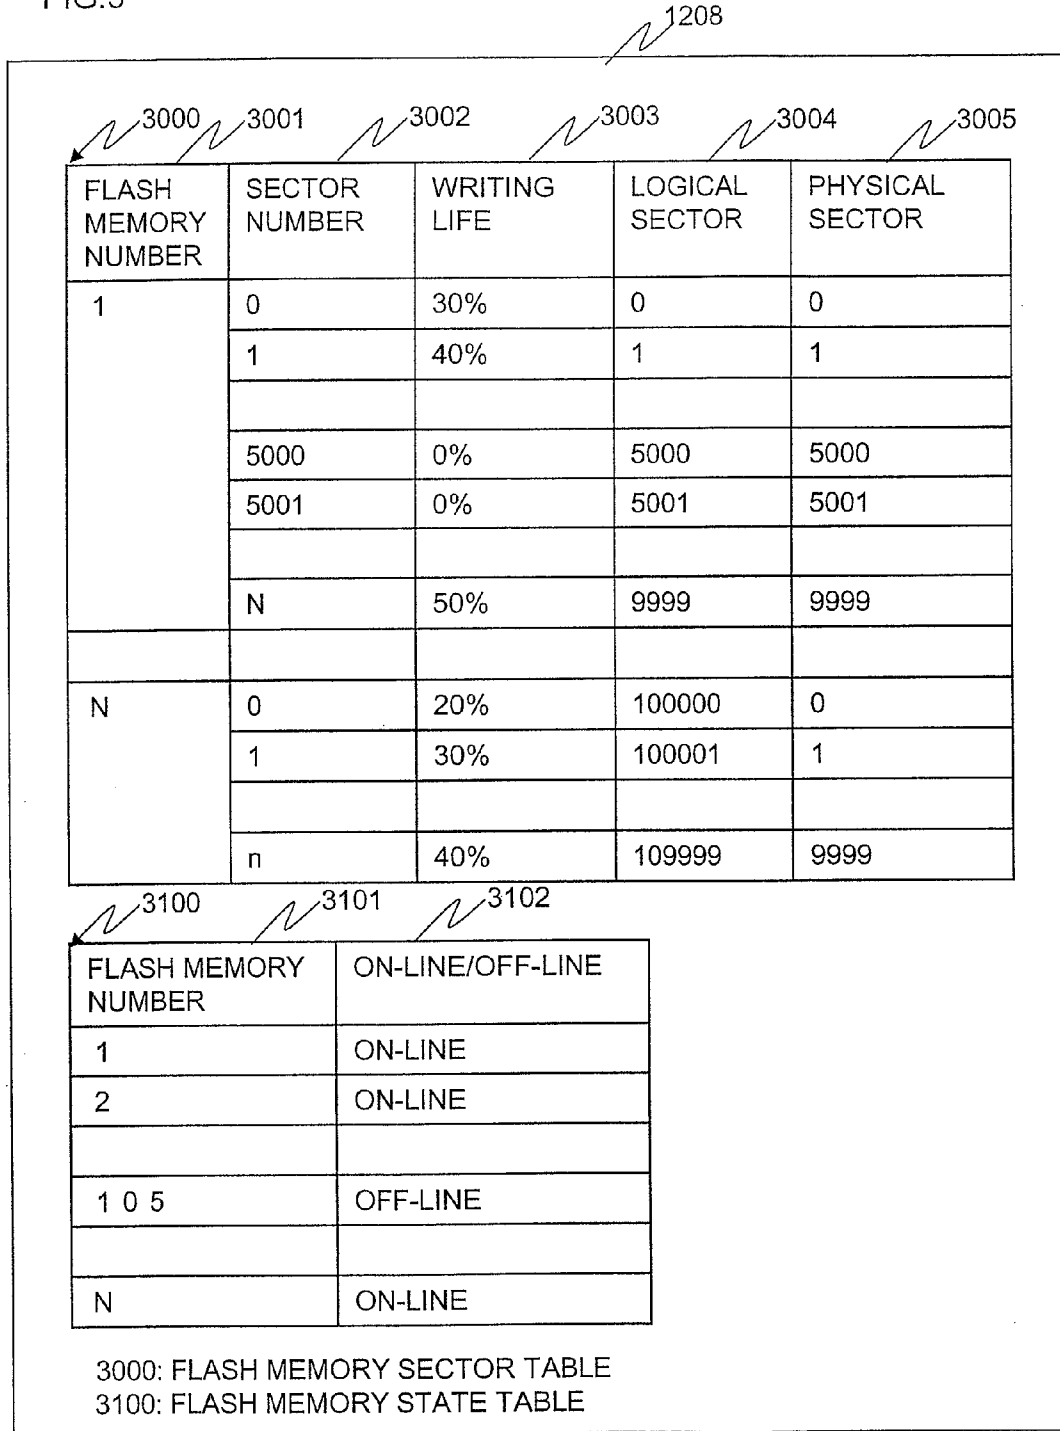 1208
3000 3001 3002 3003 3004 3005
FLASH MEMORY NUMBER SECTOR NUMBER WRITING LIFE LOGICAL SECTOR PHYSICAL SECTOR
1 0 30% 0 0
1 40% 1 1
5000 0% 5000 5000
5001 0% 5001 5001
N 50% 9999 9999
N 0 20% 100000 0
1 30% 100001 1
n 40% 109999 9999
3100 3101 3102
FLASH MEMORY NUMBER ON-LINE/OFF-LINE
1 ON-LINE
2 ON-LINE
1 0 5 OFF-LINE
N ON-LINE
3000: FLASH MEMORY SECTOR TABLE
3100: FLASH MEMORY STATE TABLE